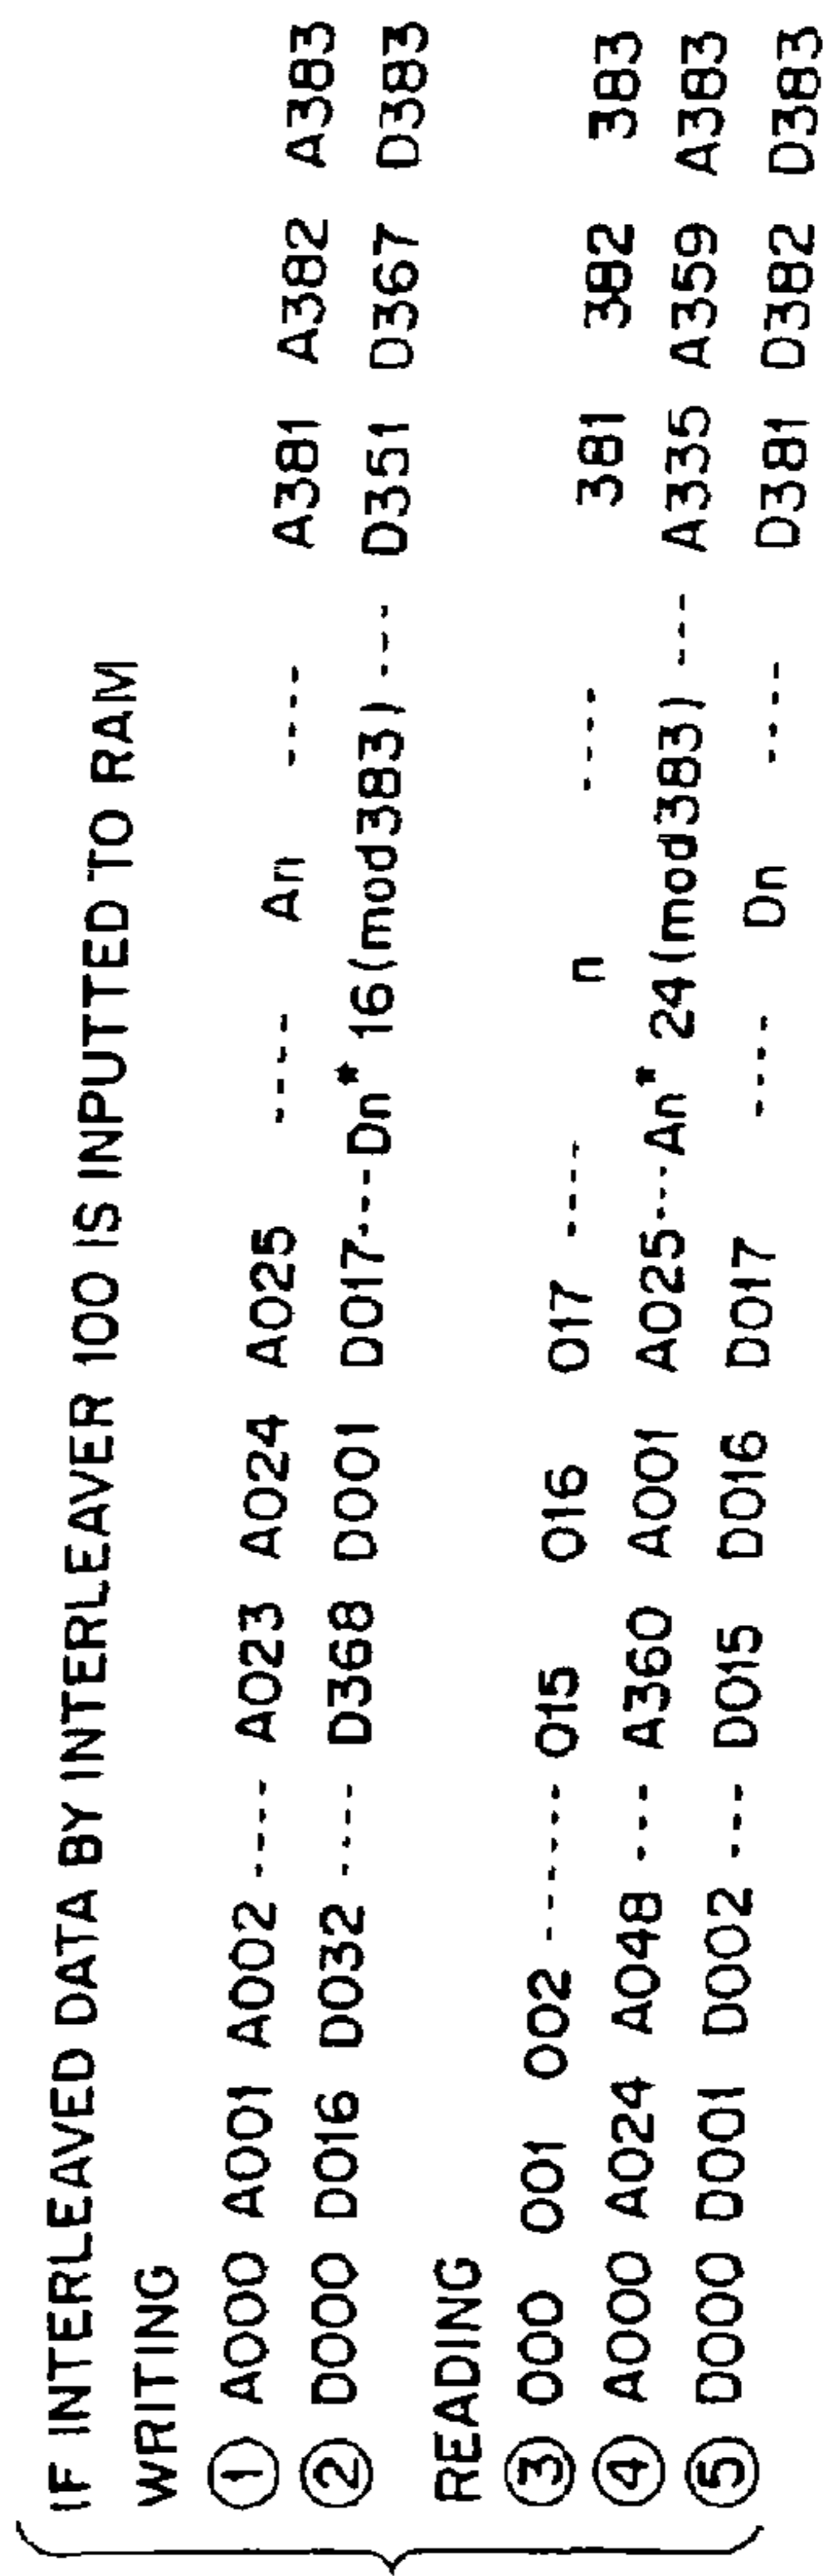 IF INTERLEAVED DATA BY INTERLEAVER 100 IS INPUTTED TO RAM
WRITING
① A000 A001 A002 ---- A023 A024 A025 ---- An ---- A381 A382 A383
② D000 D016 D032 ---- D368 D001 D017---Dn* 16(mod383) --- D351 D367 D383
READING
③ 000 001 002 ------ 015 016 017 ---- n ---- 381 382 383
④ A000 A024 A048 --- A360 A001 A025---An* 24(mod383) --- A335 A359 A383
⑤ D000 D001 D002 --- D015 D016 D017 ---- Dn ---- D381 D382 D383